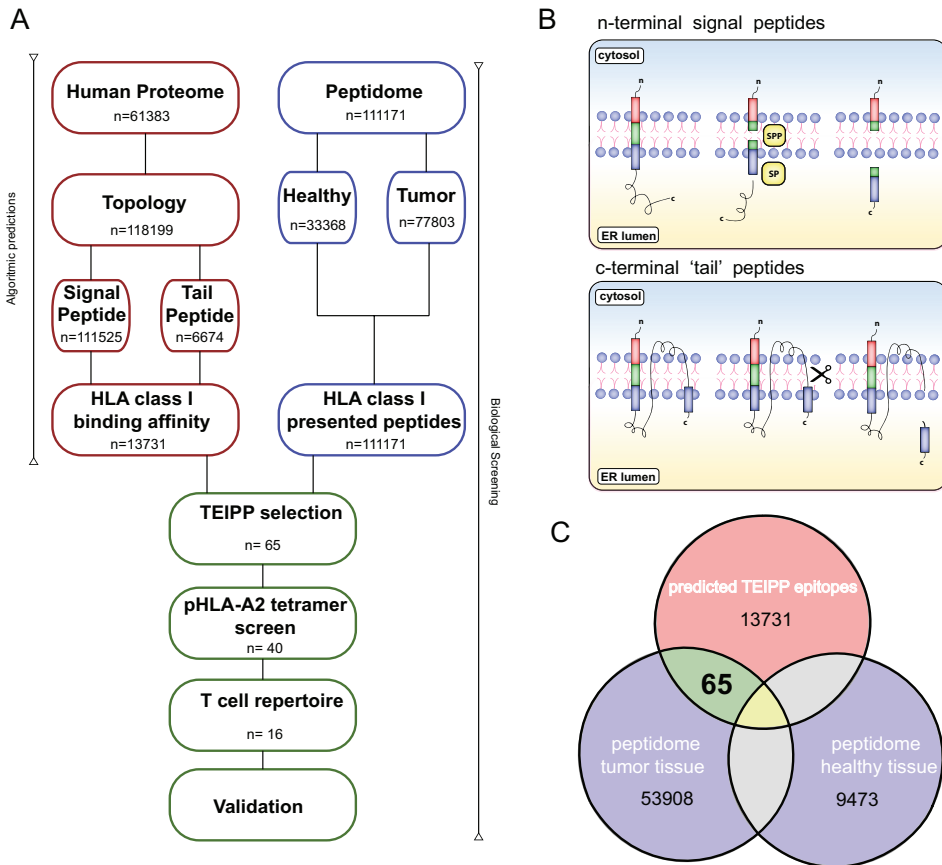 A
Human Proteome
n=61383
Topology
n=118199
Signal
Peptide
n=111525
Tail
Peptide
n=6674
HLA class I
binding affinity
n=13731
Algoritmic predictions
Peptidome
n=111171
Healthy
n=33368
Tumor
n=77803
HLA class I
presented peptides
n=111171
Biological Screening
TEIPP selection
n= 65
pHLA-A2 tetramer
screen
n= 40
T cell repertoire
n= 16
Validation
B
n-terminal signal peptides
cytosol
n
n
n
SPP
SP
c
c
c
ER lumen
c-terminal 'tail' peptides
cytosol
n
n
n
c
c
c
ER lumen
C
predicted TEIPP epitopes
13731
65
peptidome
tumor tissue
53908
peptidome
healthy tissue
9473